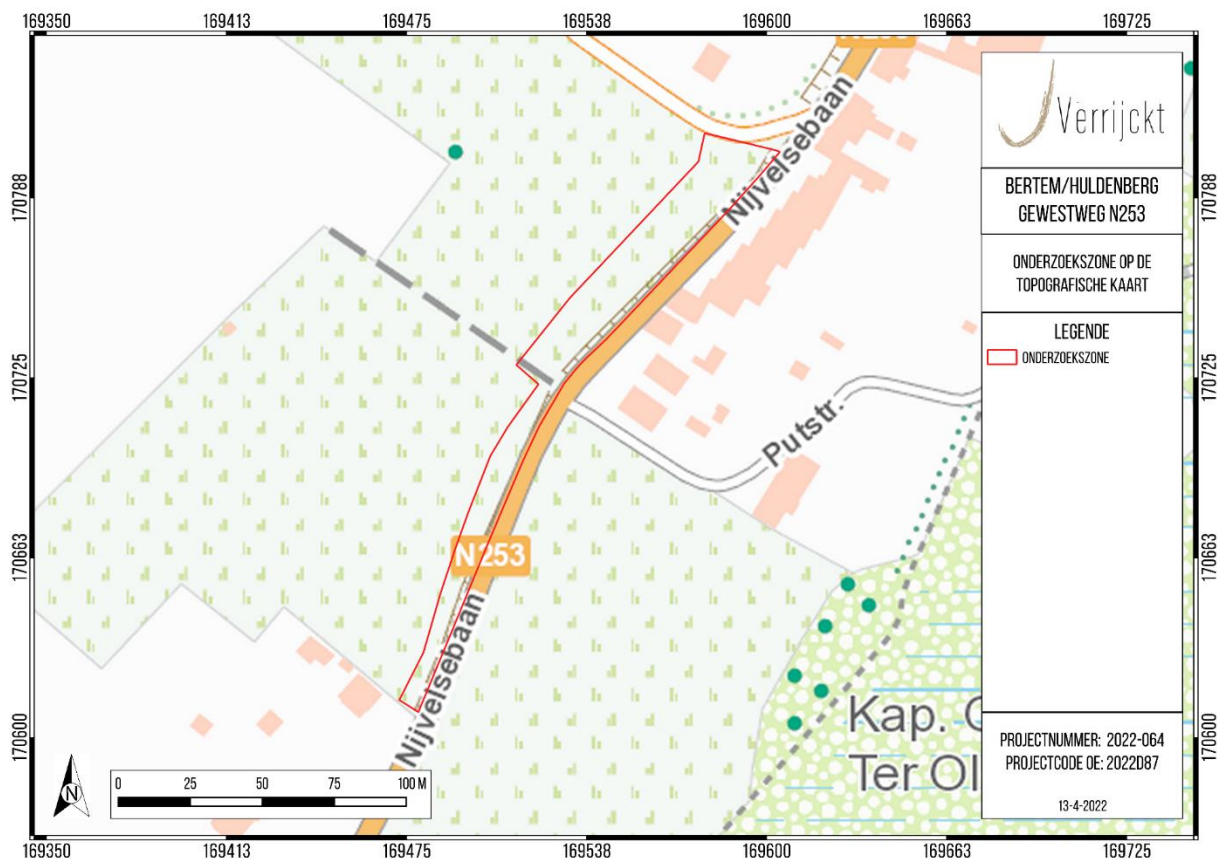 169350 169413 169475 169538 169600 169663 169725
170788
170725
170663
170600
Nijvelsebaan
Putstr.
N253
Nijvelsebaan
Kap.
Ter
0 25 50 75 100 M
N
Verrijckt
BERTEM/HULDENBERG
GEWESTWEG N253
ONDERZOEKSZONE OP DE
TOPOGRAFISCHE KAART
LEGENDE
ONDERZOEKSZONE
PROJECTNUMMER: 2022-064
PROJECTCODE OE: 2022D87
13-4-2022
170788
170725
170663
170600
169350 169413 169475 169538 169600 169663 169725